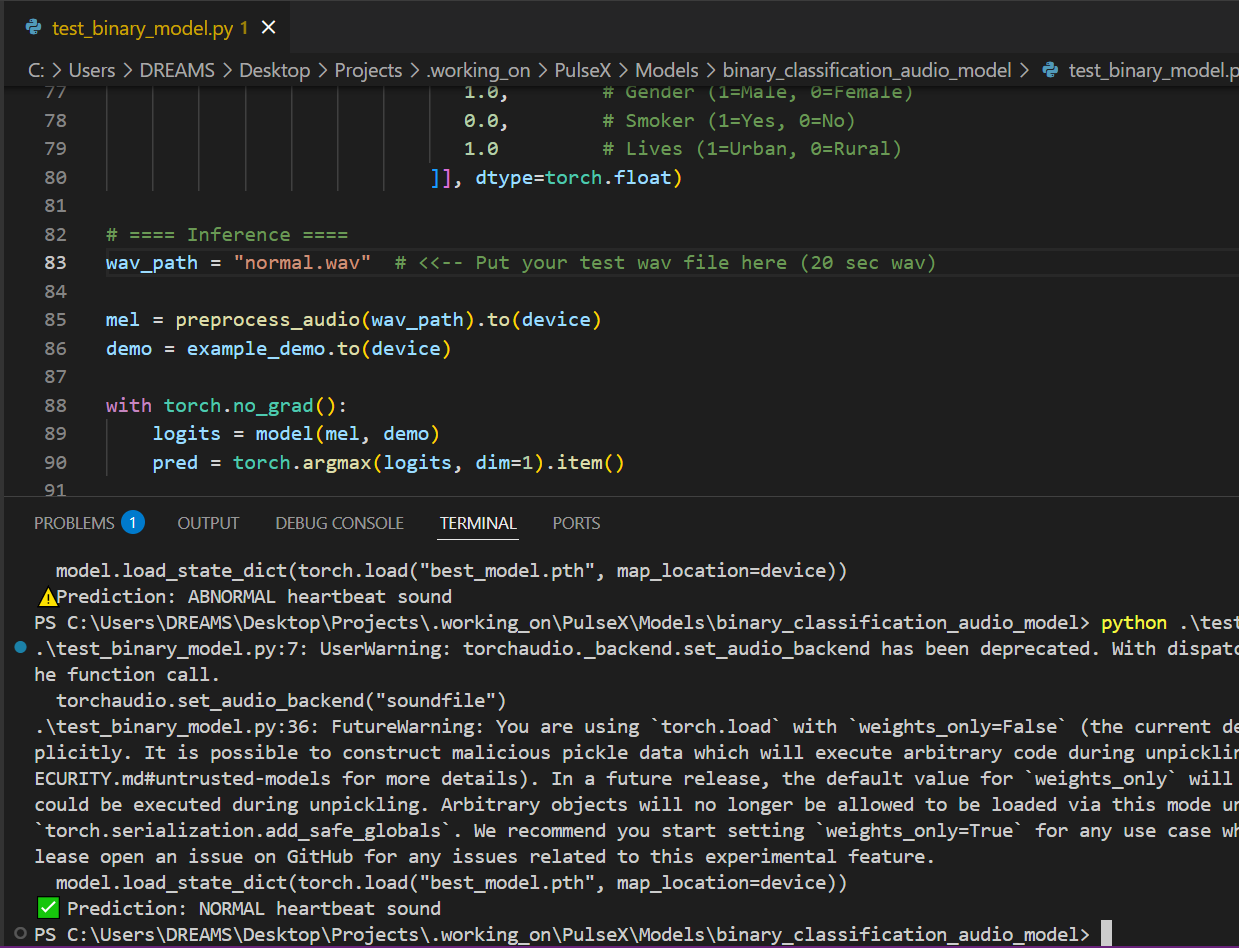 test_binary_model.py 1
C: > Users > DREAMS > Desktop > Projects > .working_on > PulseX > Models > binary_classification_audio_model > test_binary_model.p
77 1.0, # Gender (1=Male, 0=Female)
78 0.0, # Smoker (1=Yes, 0=No)
79 1.0 # Lives (1=Urban, 0=Rural)
80 ]], dtype=torch.float)
81
82 # ==== Inference ====
83 wav_path = "normal.wav" # <<-- Put your test wav file here (20 sec wav)
84
85 mel = preprocess_audio(wav_path).to(device)
86 demo = example_demo.to(device)
87
88 with torch.no_grad():
89 logits = model(mel, demo)
90 pred = torch.argmax(logits, dim=1).item()
91
PROBLEMS 1 OUTPUT DEBUG CONSOLE TERMINAL PORTS
model.load_state_dict(torch.load("best_model.pth", map_location=device))
⚠️Prediction: ABNORMAL heartbeat sound
PS C:\Users\DREAMS\Desktop\Projects\.working_on\PulseX\Models\binary_classification_audio_model> python .\test
.\test_binary_model.py:7: UserWarning: torchaudio._backend.set_audio_backend has been deprecated. With dispatc
he function call.
torchaudio.set_audio_backend("soundfile")
.\test_binary_model.py:36: FutureWarning: You are using `torch.load` with `weights_only=False` (the current de
plicitly. It is possible to construct malicious pickle data which will execute arbitrary code during unpicklin
ECURITY.md#untrusted-models for more details). In a future release, the default value for `weights_only` will
could be executed during unpickling. Arbitrary objects will no longer be allowed to be loaded via this mode un
`torch.serialization.add_safe_globals`. We recommend you start setting `weights_only=True` for any use case wh
lease open an issue on GitHub for any issues related to this experimental feature.
model.load_state_dict(torch.load("best_model.pth", map_location=device))
✅ Prediction: NORMAL heartbeat sound
PS C:\Users\DREAMS\Desktop\Projects\.working_on\PulseX\Models\binary_classification_audio_model>